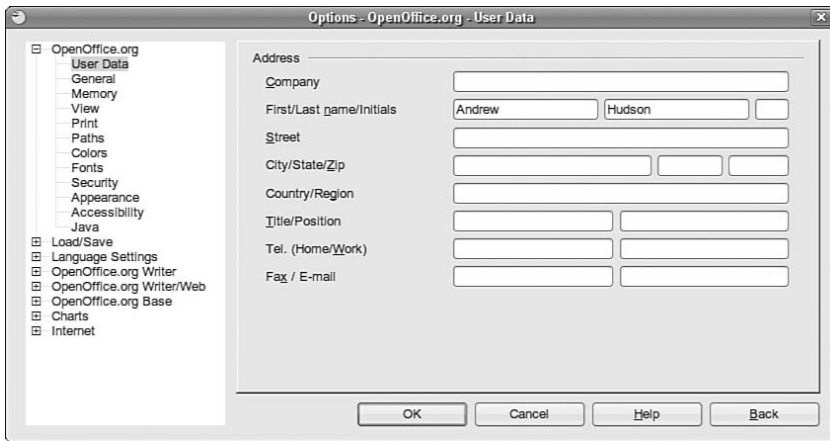 Options - OpenOffice.org - User Data
OpenOffice.org
User Data
General
Memory
View
Print
Paths
Colors
Fonts
Security
Appearance
Accessibility
Java
Load/Save
Language Settings
OpenOffice.org Writer
OpenOffice.org Writer/Web
OpenOffice.org Base
Charts
Internet
Address
Company
First/Last name/Initials Andrew Hudson
Street
City/State/Zip
Country/Region
Title/Position
Tel. (Home/Work)
Fax / E-mail
OK Cancel Help Back